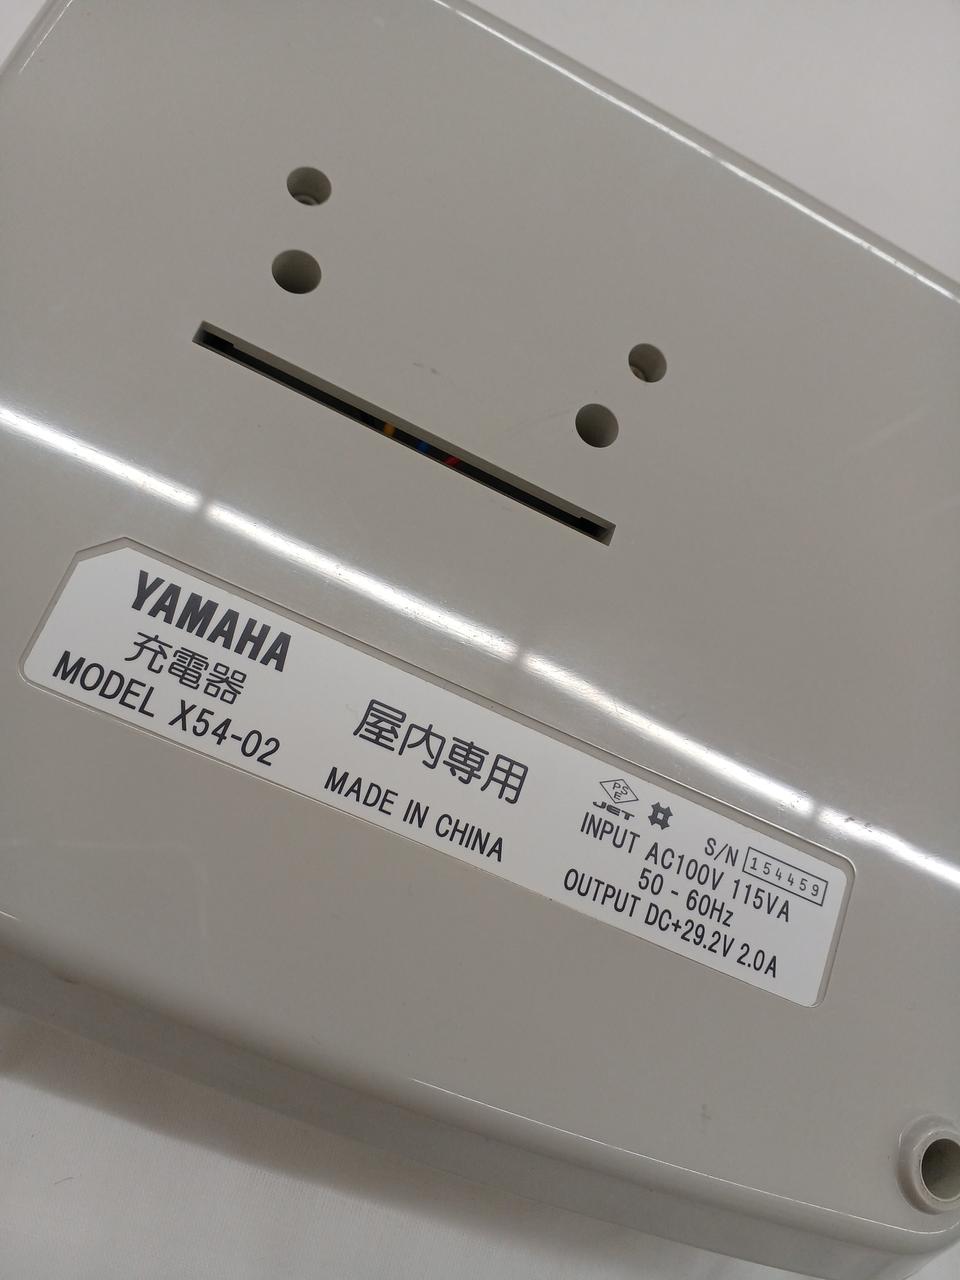 YAMAHA
充電器
MODEL X54-02
屋内専用
MADE IN CHINA
PSE
JET
S/N 154459
INPUT AC100V 115VA
50 - 60Hz
OUTPUT DC+29.2V 2.0A